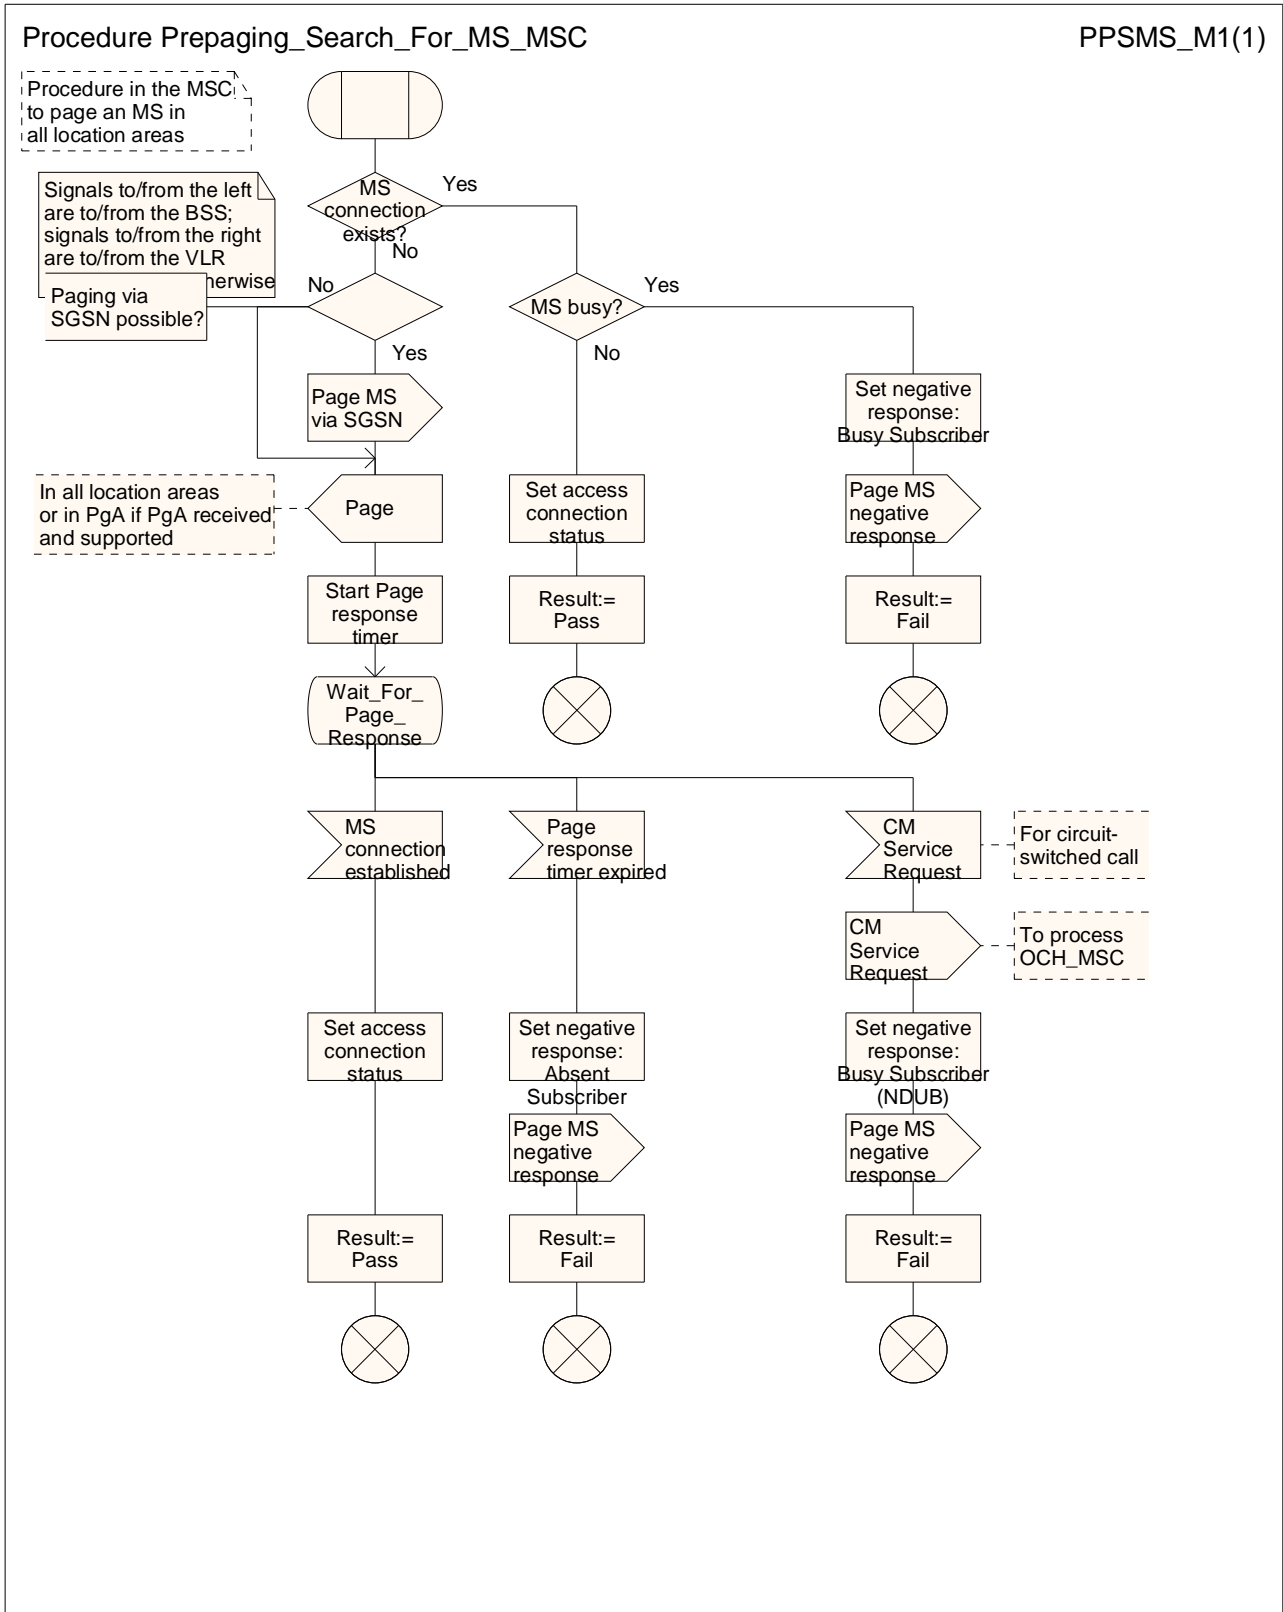 Procedure Prepaging_Search_For_MS_MSC
PPSMS_M1(1)
Procedure in the MSC
to page an MS in
all location areas
Signals to/from the left
are to/from the BSS;
signals to/from the right
are to/from the VLR
herwise
MS
connection
exists?
Yes
No
Paging via
SGSN possible?
No
Yes
MS busy?
Yes
No
Page MS
via SGSN
Set negative
response:
Busy Subscriber
In all location areas
or in PgA if PgA received
and supported
Page
Set access
connection
status
Page MS
negative
response
Start Page
response
timer
Result:=
Pass
Result:=
Fail
Wait_For_
Page_
Response
MS
connection
established
Page
response
timer expired
CM
Service
Request
For circuit-
switched call
CM
Service
Request
To process
OCH_MSC
Set access
connection
status
Set negative
response:
Absent
Subscriber
Set negative
response:
Busy Subscriber
(NDUB)
Page MS
negative
response
Page MS
negative
response
Result:=
Pass
Result:=
Fail
Result:=
Fail